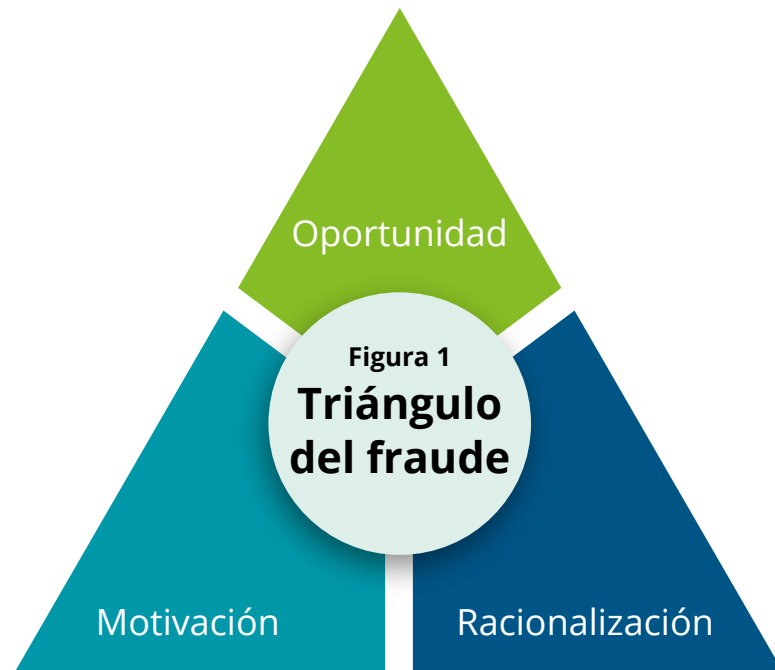 Oportunidad
Figura 1
Triángulo
del fraude
Motivación
Racionalización